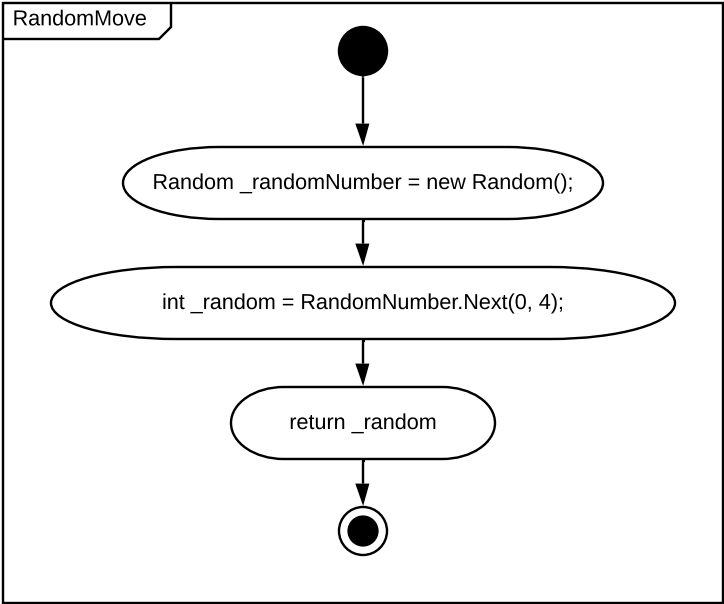 RandomMove
Random _randomNumber = new Random();
int _random = RandomNumber.Next(0, 4);
return _random